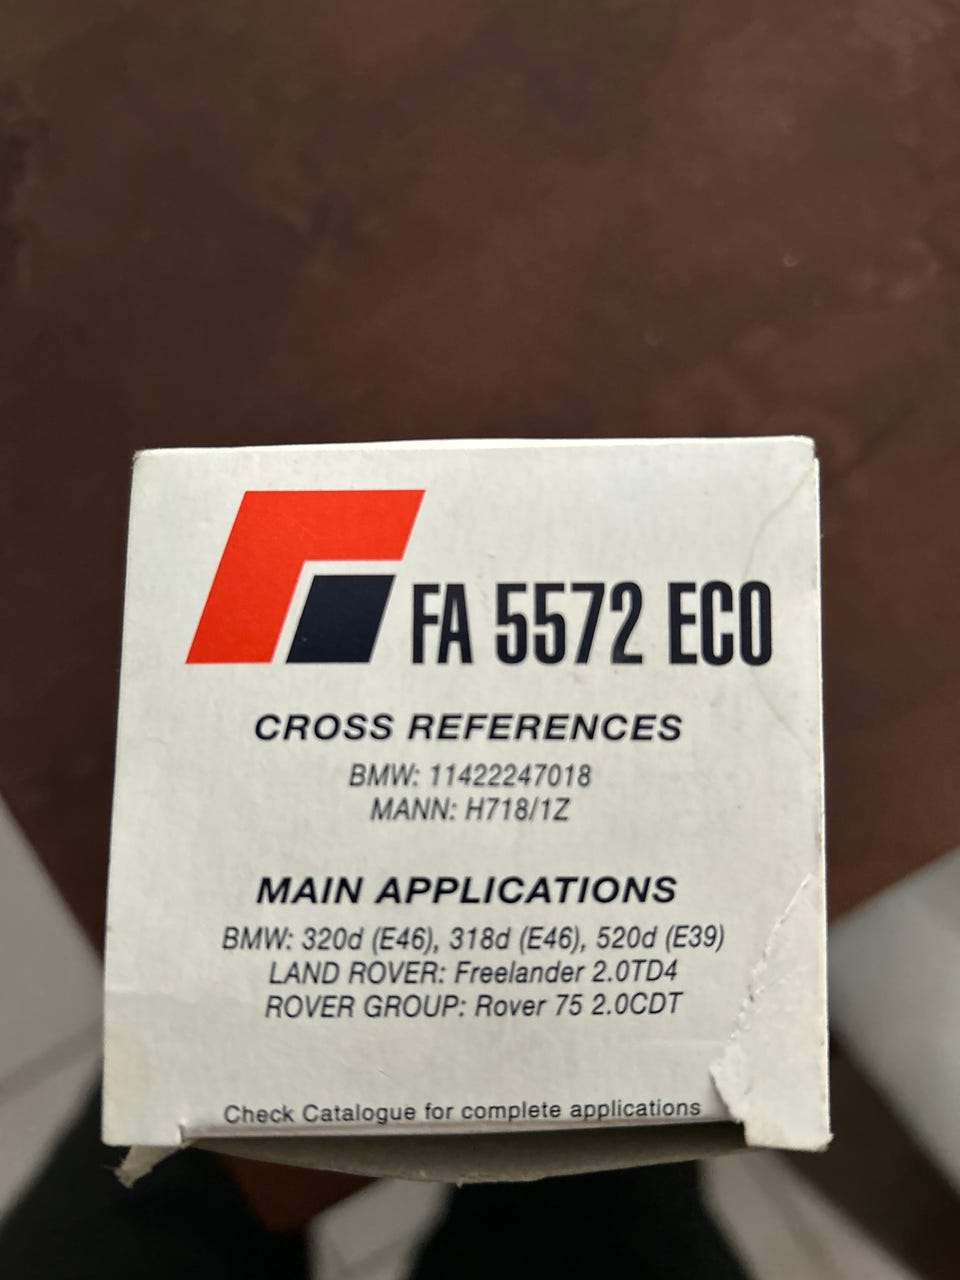 FA 5572 ECO
CROSS REFERENCES
BMW: 11422247018
MANN: H718/1Z
MAIN APPLICATIONS
BMW: 320d (E46), 318d (E46), 520d (E39)
LAND ROVER: Freelander 2.0TD4
ROVER GROUP: Rover 75 2.0CDT
Check Catalogue for complete applications